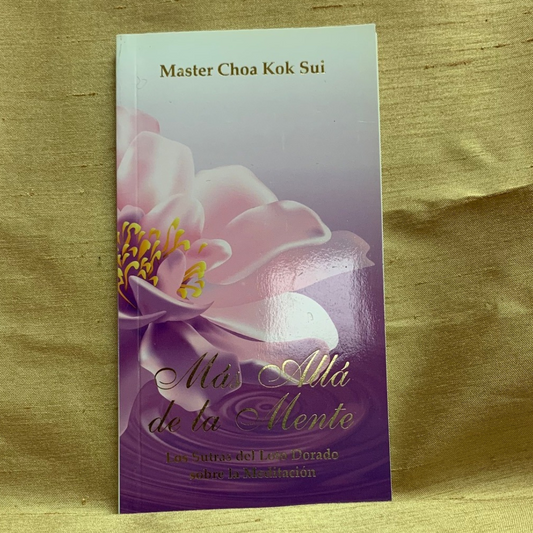 Master Choa Kok Sui
Más Allá
de la Mente
Los Sutras del Loto Dorado
sobre la Meditación